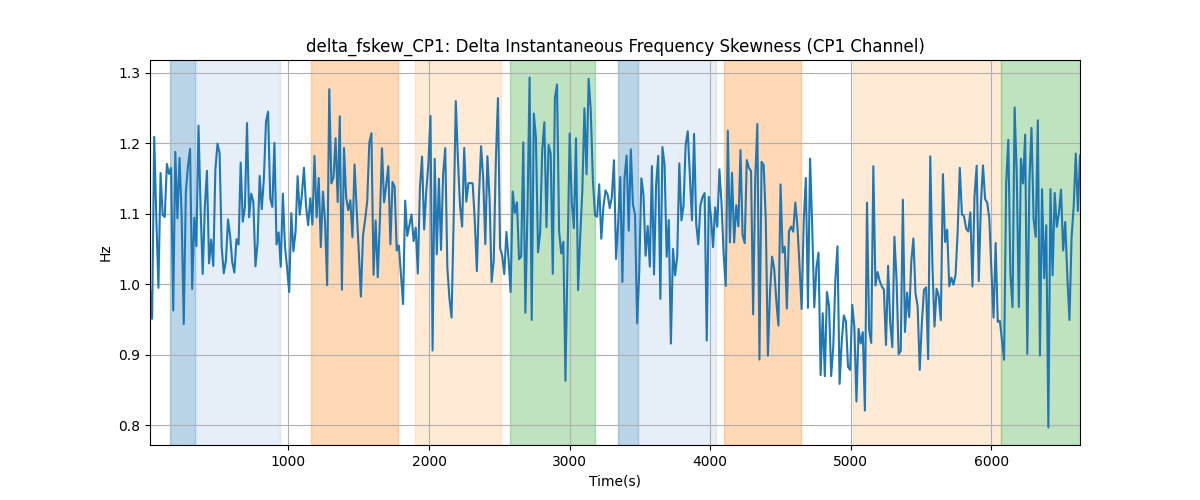 delta_fskew_CP1: Delta Instantaneous Frequency Skewness (CP1 Channel)
1.3
1.2
1.1
1.0
0.9
0.8
Hz
1000 2000 3000 4000 5000 6000
Time(s)